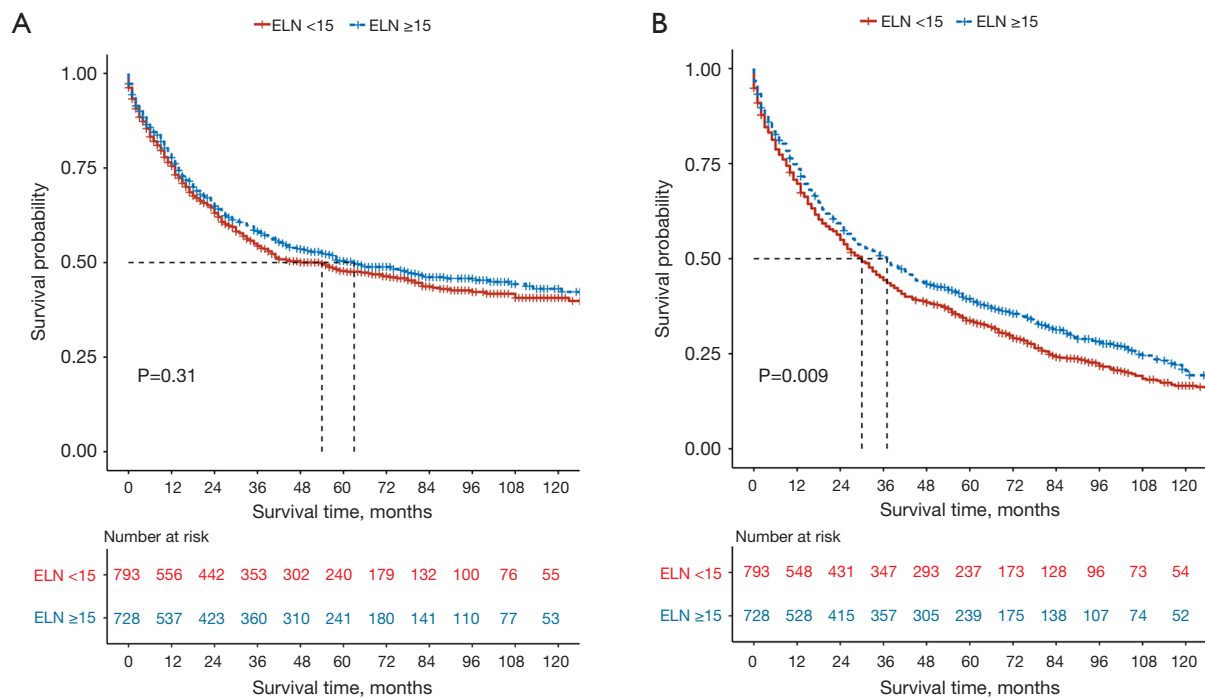 A
ELN <15 ELN ≥15
1.00
0.75
0.50
0.25
0.00
Survival probability
P=0.31
0 12 24 36 48 60 72 84 96 108 120
Survival time, months
Number at risk
ELN <15 793 556 442 353 302 240 179 132 100 76 55
ELN ≥15 728 537 423 360 310 241 180 141 110 77 53
0 12 24 36 48 60 72 84 96 108 120
Survival time, months
B
ELN <15 ELN ≥15
1.00
0.75
0.50
0.25
0.00
Survival probability
P=0.009
0 12 24 36 48 60 72 84 96 108 120
Survival time, months
Number at risk
ELN <15 793 548 431 347 293 237 173 128 96 73 54
ELN ≥15 728 528 415 357 305 239 175 138 107 74 52
0 12 24 36 48 60 72 84 96 108 120
Survival time, months